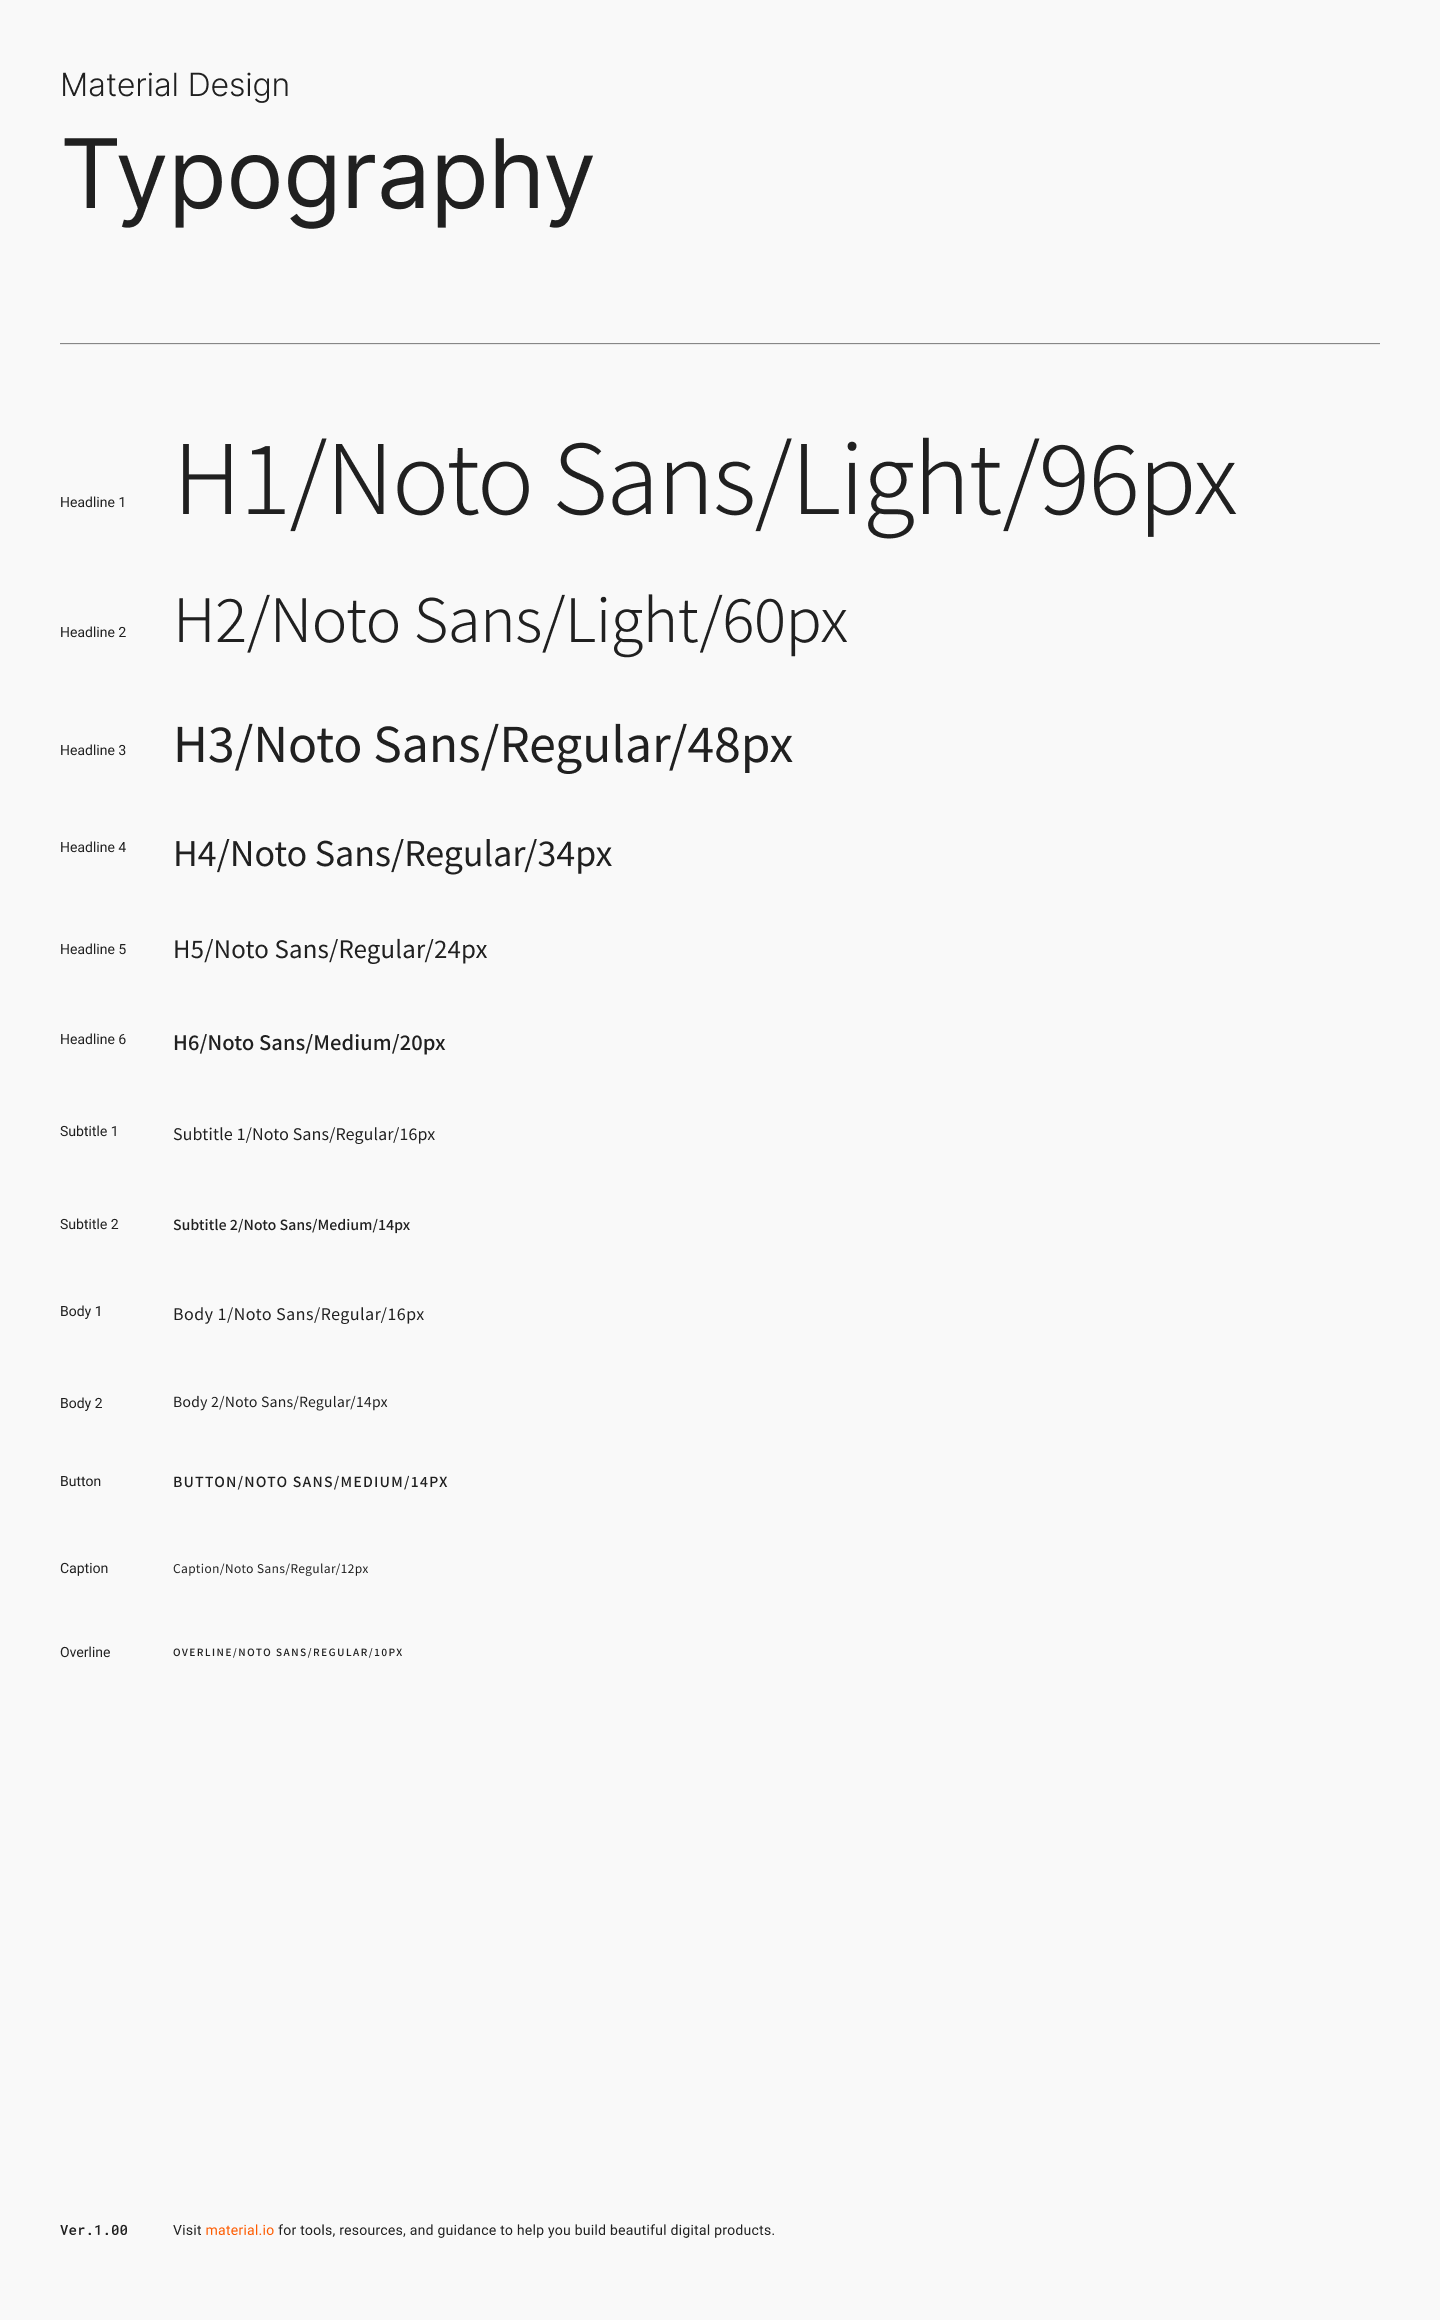 Material Design
Typography
Headline 1 H1/Noto Sans/Light/96px
Headline 2 H2/Noto Sans/Light/60px
Headline 3 H3/Noto Sans/Regular/48px
Headline 4 H4/Noto Sans/Regular/34px
Headline 5 H5/Noto Sans/Regular/24px
Headline 6 H6/Noto Sans/Medium/20px
Subtitle 1 Subtitle 1/Noto Sans/Regular/16px
Subtitle 2 Subtitle 2/Noto Sans/Medium/14px
Body 1 Body 1/Noto Sans/Regular/16px
Body 2 Body 2/Noto Sans/Regular/14px
Button BUTTON/NOTO SANS/MEDIUM/14PX
Caption Caption/Noto Sans/Regular/12px
Overline OVERLINE/NOTO SANS/REGULAR/10PX
Ver.1.00 Visit material.io for tools, resources, and guidance to help you build beautiful digital products.